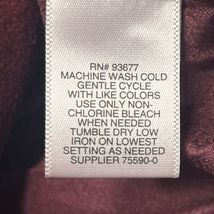 RN# 93677
MACHINE WASH COLD
GENTLE CYCLE
WITH LIKE COLORS
USE ONLY NON-
CHLORINE BLEACH
WHEN NEEDED
TUMBLE DRY LOW
IRON ON LOWEST
SETTING AS NEEDED
SUPPLIER 75590-0